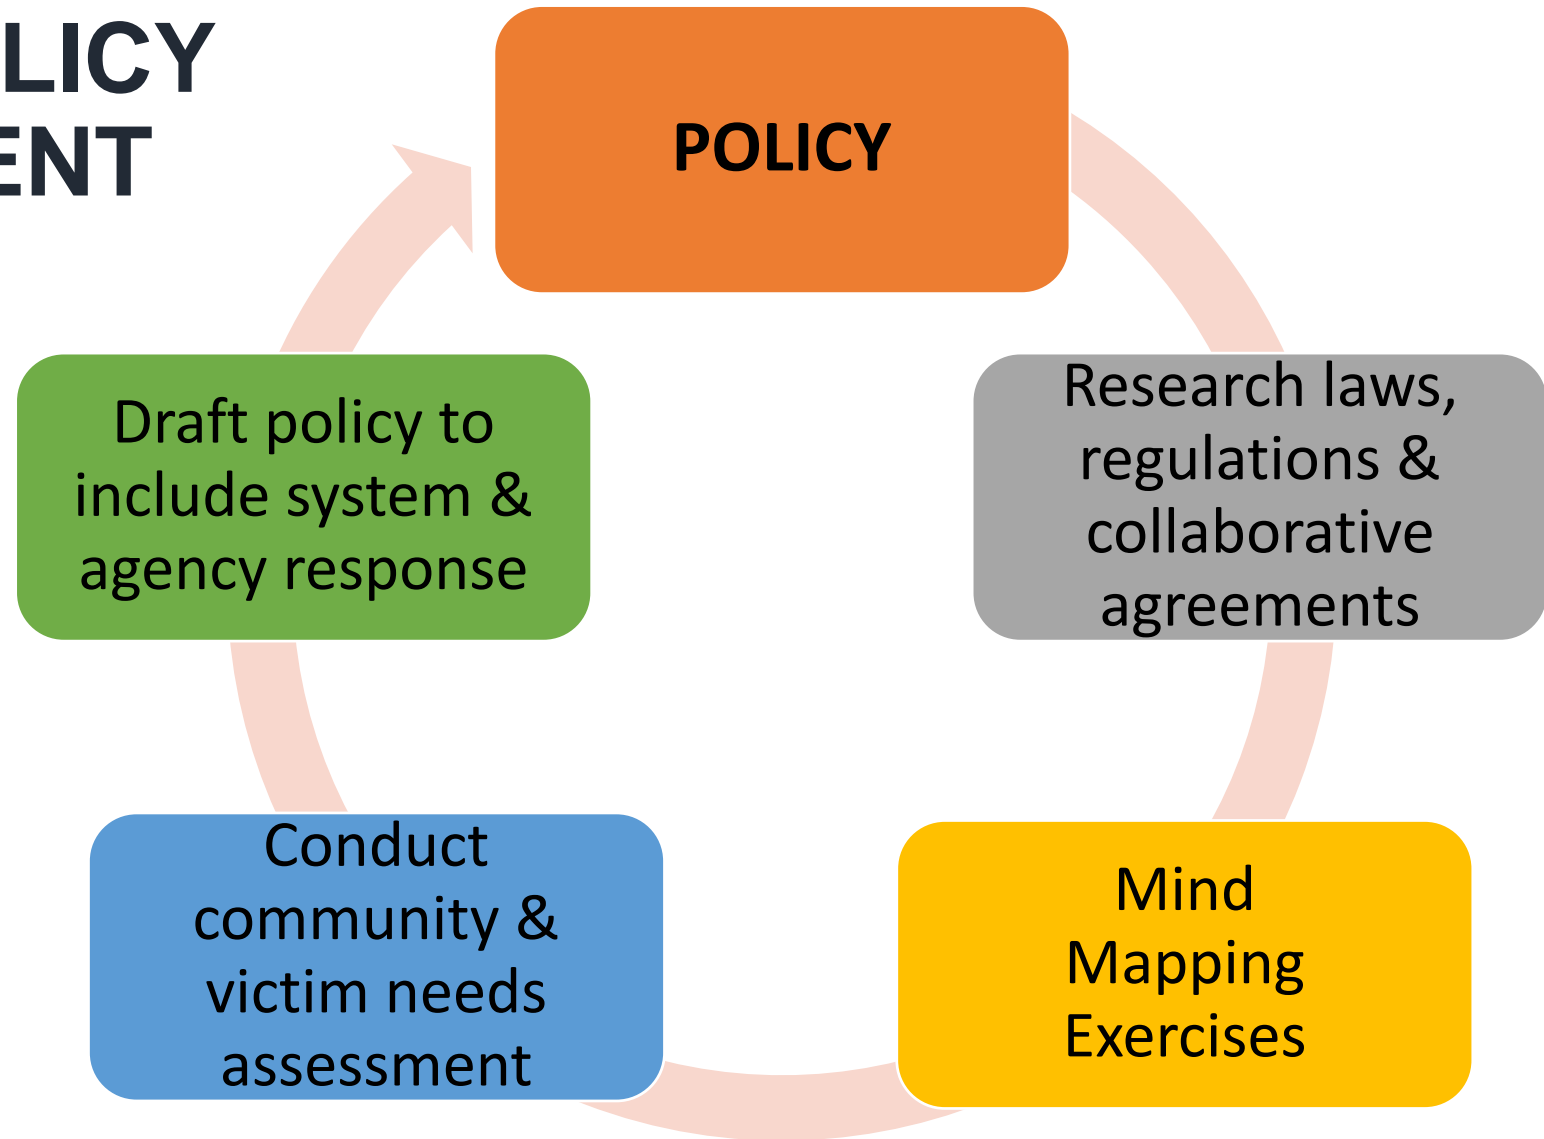 LICY
ENT
POLICY
Research laws,
regulations &
collaborative
agreements
Mind
Mapping
Exercises
Conduct
community &
victim needs
assessment
Draft policy to
include system &
agency response